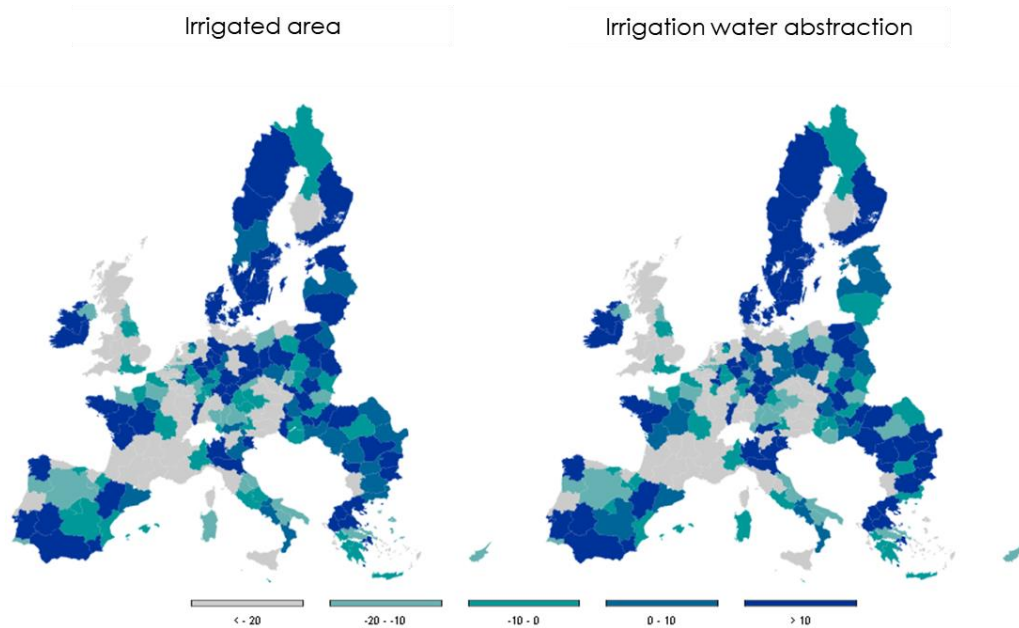 Irrigated area
Irrigation water abstraction
< - 20
-20 - -10
-10 - 0
0 - 10
> 10